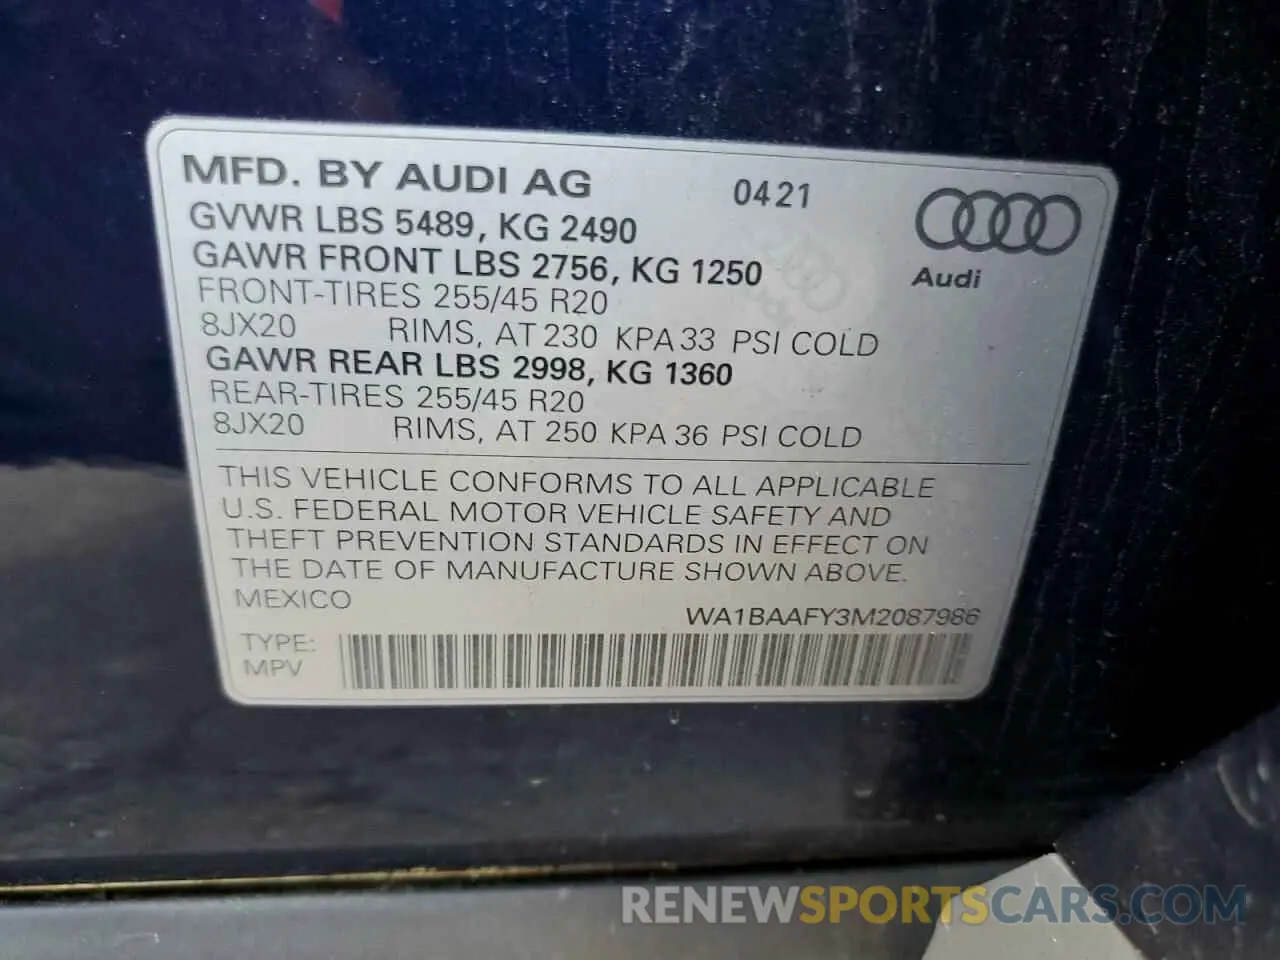 MFD. BY AUDI AG 0421
GVWR LBS 5489, KG 2490
GAWR FRONT LBS 2756, KG 1250
Audi
FRONT-TIRES 255/45 R20
8JX20 RIMS, AT 230 KPA 33 PSI COLD
GAWR REAR LBS 2998, KG 1360
REAR-TIRES 255/45 R20
8JX20 RIMS, AT 250 KPA 36 PSI COLD
THIS VEHICLE CONFORMS TO ALL APPLICABLE
U.S. FEDERAL MOTOR VEHICLE SAFETY AND
THEFT PREVENTION STANDARDS IN EFFECT ON
THE DATE OF MANUFACTURE SHOWN ABOVE.
MEXICO WA1BAAFY3M2087986
TYPE:
MPV
RENEWSPORTSCARS.COM